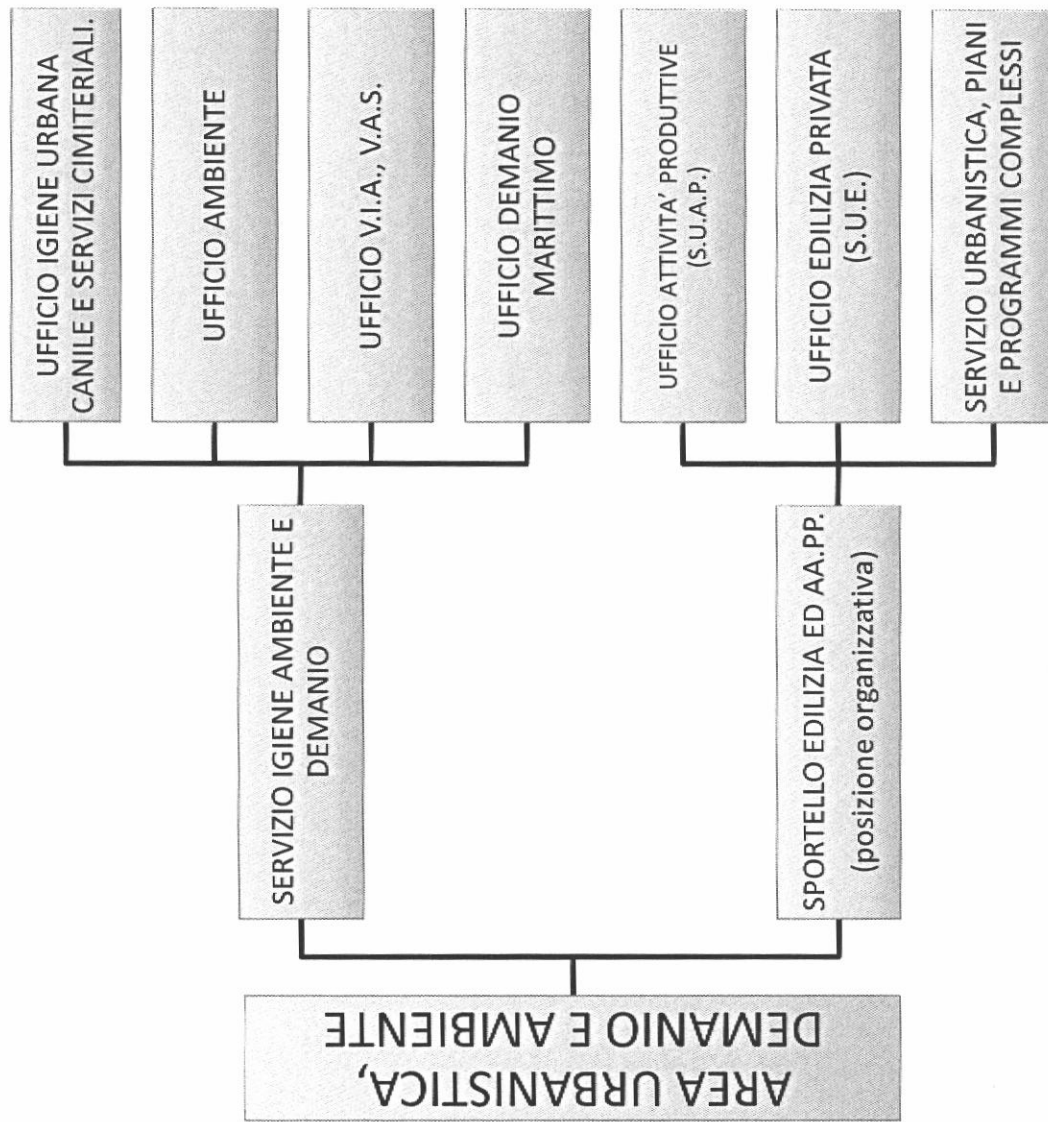 AREA URBANISTICA,
DEMANIO E AMBIENTE
SERVIZIO IGIENE AMBIENTE E
DEMANIO
UFFICIO IGIENE URBANA
CANILE E SERVIZI CIMITERIALI.
UFFICIO AMBIENTE
UFFICIO V.I.A., V.A.S.
UFFICIO DEMANIO
MARITTIMO
SPORTELLO EDILIZIA ED AA.PP.
(posizione organizzativa)
UFFICIO ATTIVITA’ PRODUTTIVE
(S.U.A.P.)
UFFICIO EDILIZIA PRIVATA
(S.U.E.)
SERVIZIO URBANISTICA, PIANI
E PROGRAMMI COMPLESSI